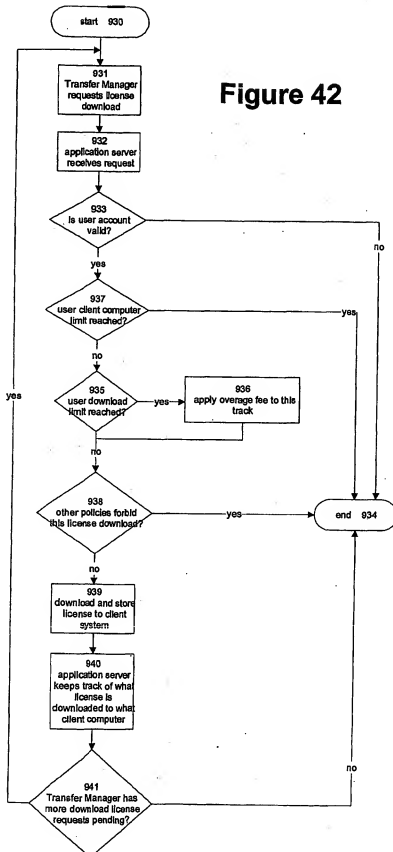 start 930
Figure 42
931
Transfer Manager
requests license
download
932
application server
receives request
933
is user account
valid?
no
yes
937
user client computer
limit reached?
yes
no
yes
935
user download
limit reached?
yes
936
apply overage fee to this
track
no
938
other policies forbid
this license download?
yes
end 934
no
939
download and store
license to client
system
940
application server
keeps track of what
license is
downloaded to what
client computer
no
941
Transfer Manager has
more download license
requests pending?